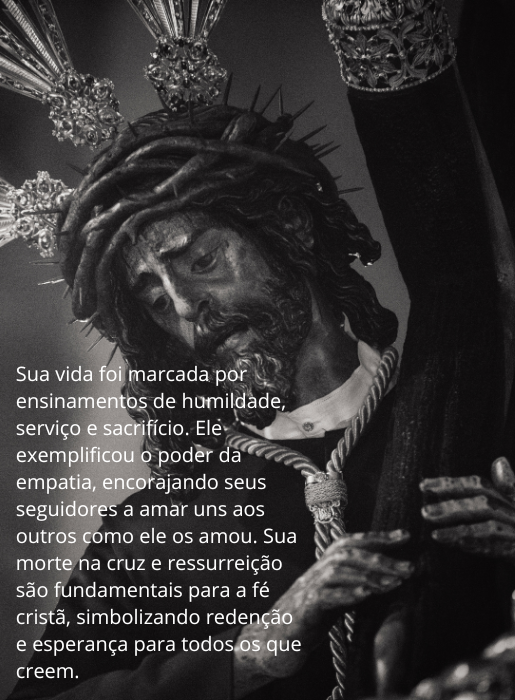 Sua vida foi marcada por
ensinamentos de humildade,
serviço e sacrifício. Ele
exemplificou o poder da
empatia, encorajando seus
seguidores a amar uns aos
outros como ele os amou. Sua
morte na cruz e ressurreição
são fundamentais para a fé
cristã, simbolizando redenção
e esperança para todos os que
creem.